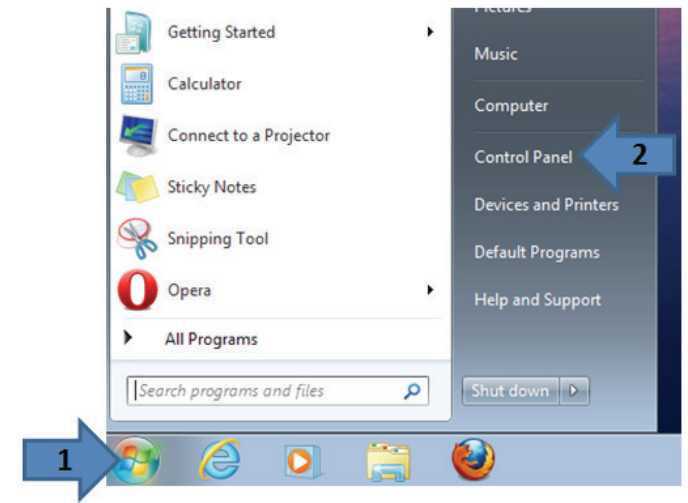 Getting Started
Calculator
Connect to a Projector
Sticky Notes
Snipping Tool
Opera
All Programs
Search programs and files
Pictures
Music
Computer
Control Panel
2
Devices and Printers
Default Programs
Help and Support
Shut down
1